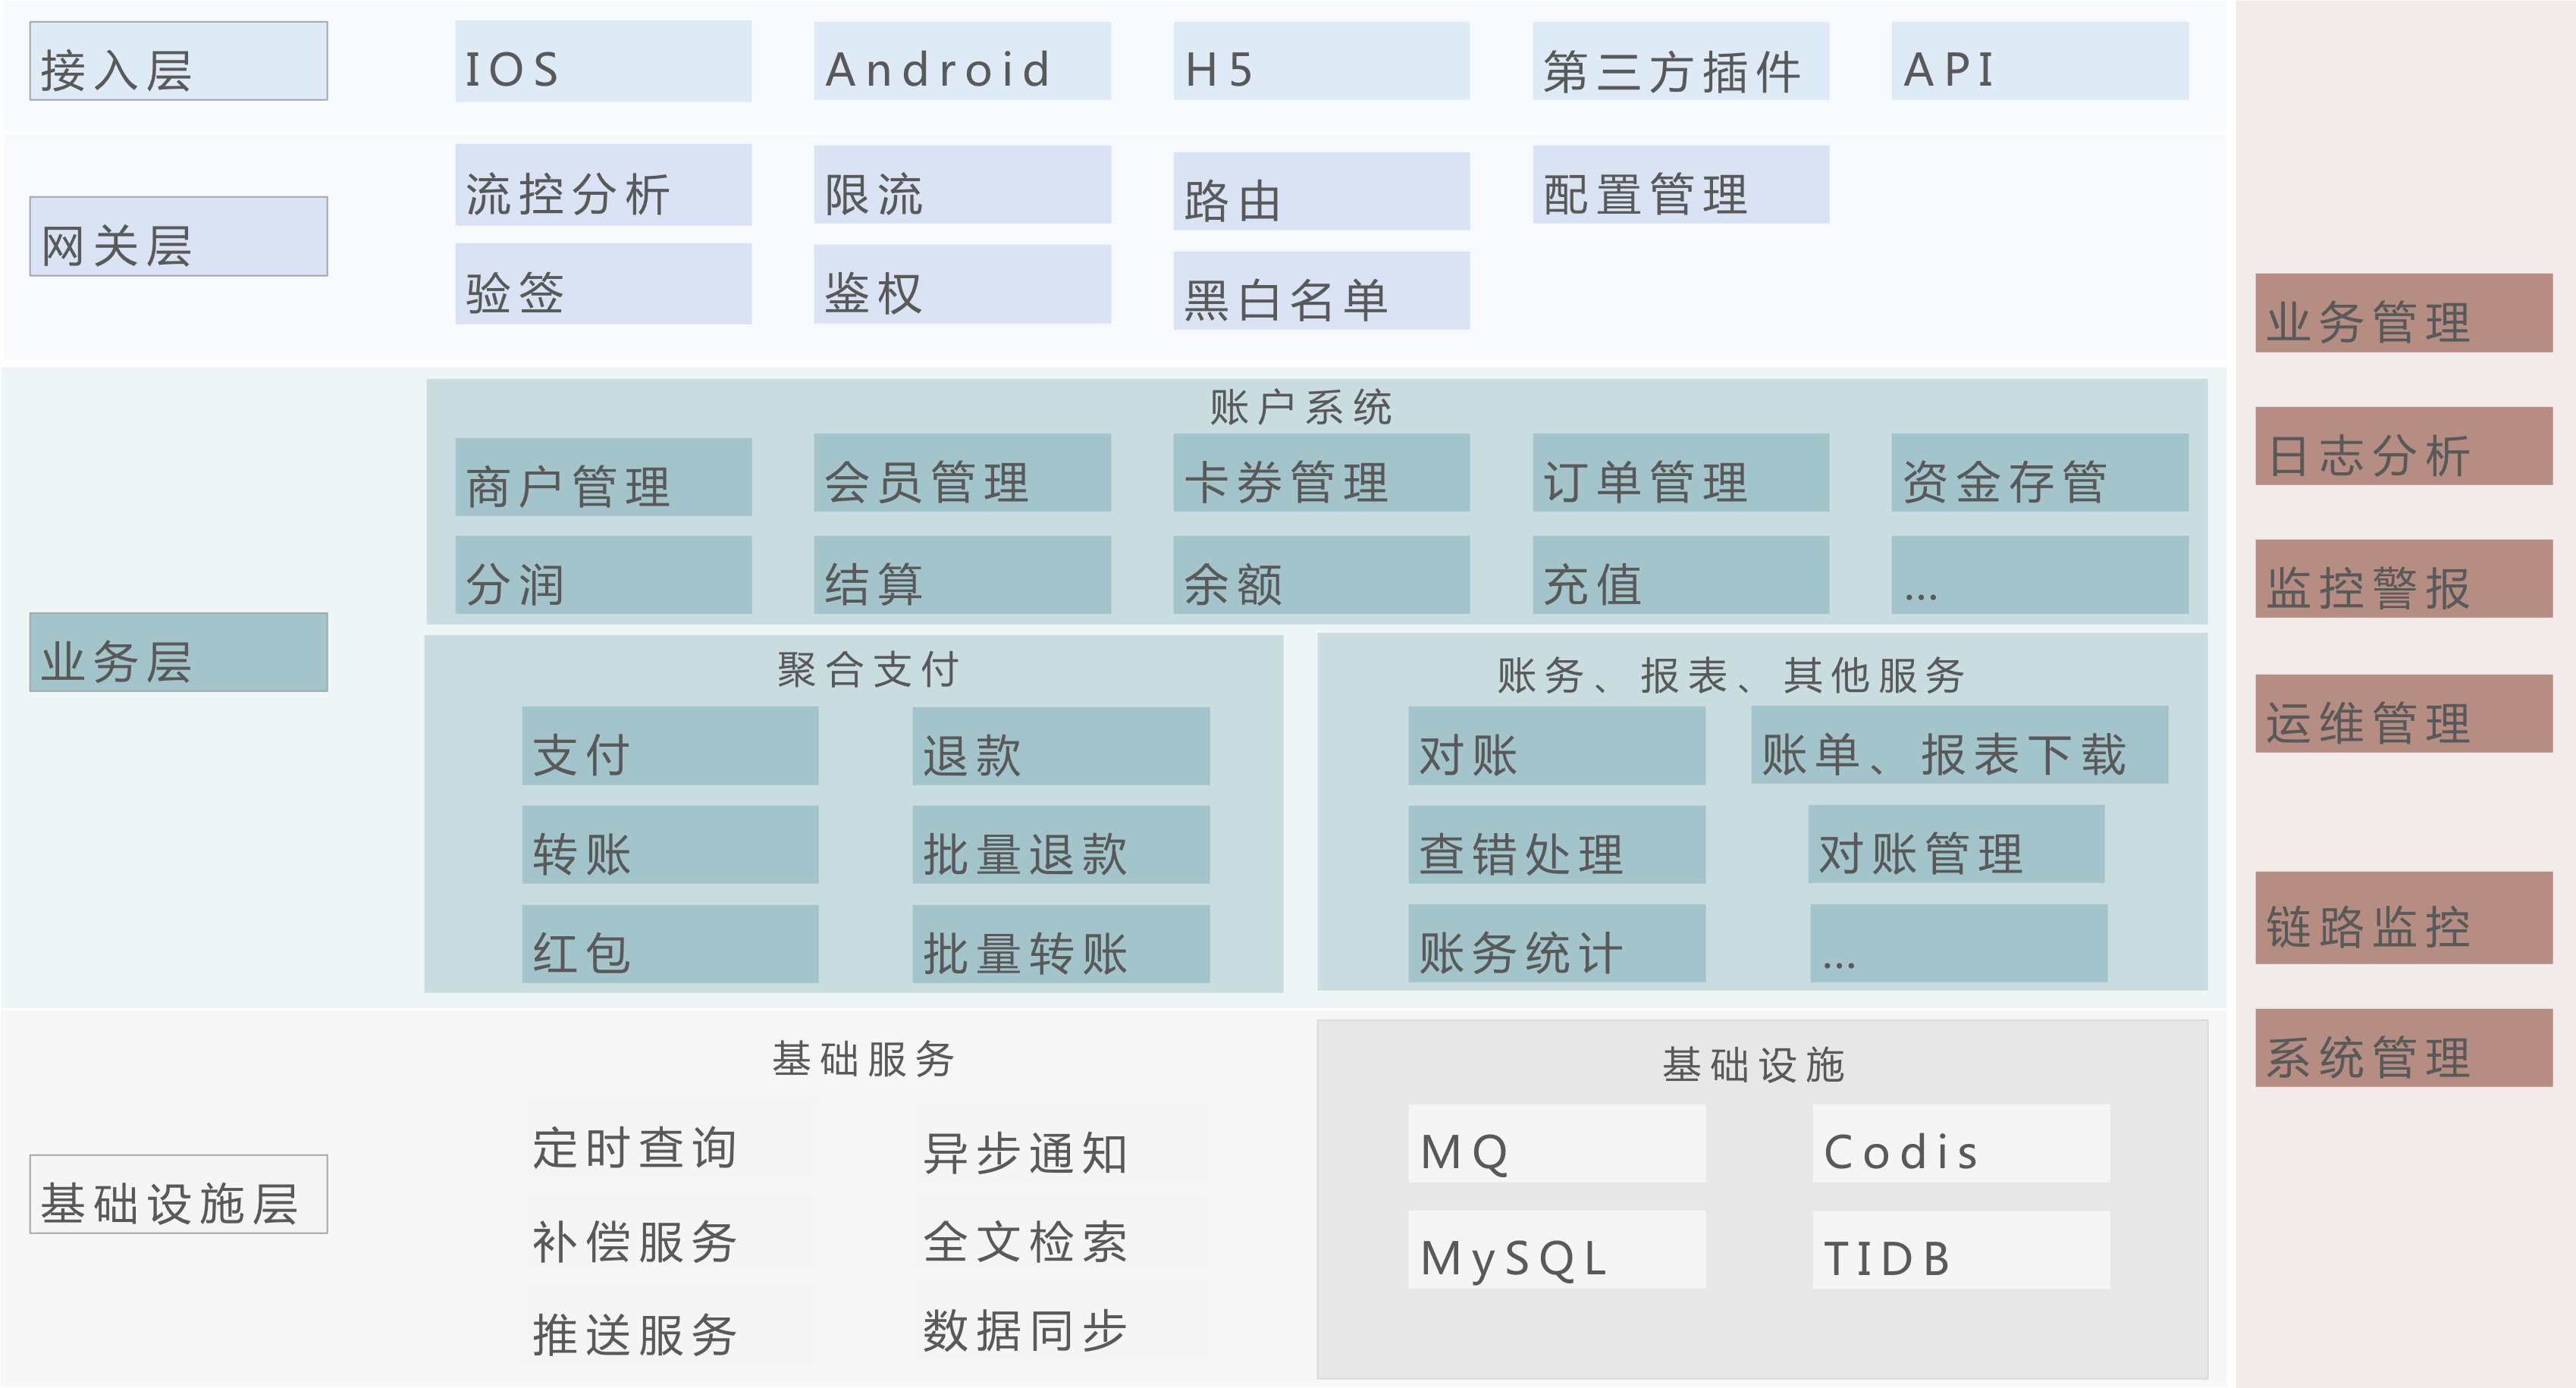 接入层
IOS
Android
H5
第三方插件
API
网关层
流控分析
限流
路由
配置管理
验签
鉴权
黑白名单
业务层
账户系统
商户管理
会员管理
卡券管理
订单管理
资金存管
分润
结算
余额
充值
...
聚合支付
支付
退款
转账
批量退款
红包
批量转账
账务、报表、其他服务
对账
账单、报表下载
查错处理
对账管理
账务统计
...
基础设施层
基础服务
定时查询
异步通知
补偿服务
全文检索
推送服务
数据同步
基础设施
MQ
Codis
MySQL
TIDB
业务管理
日志分析
监控警报
运维管理
链路监控
系统管理